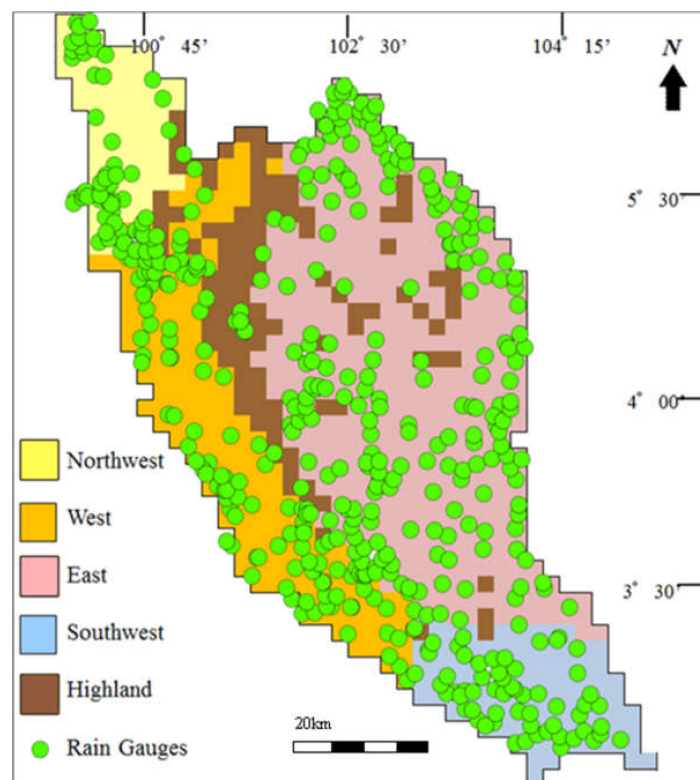 100° 45’
102° 30’
104° 15’
N
5° 30’
4° 00’
3° 30’
Northwest
West
East
Southwest
Highland
Rain Gauges
20km